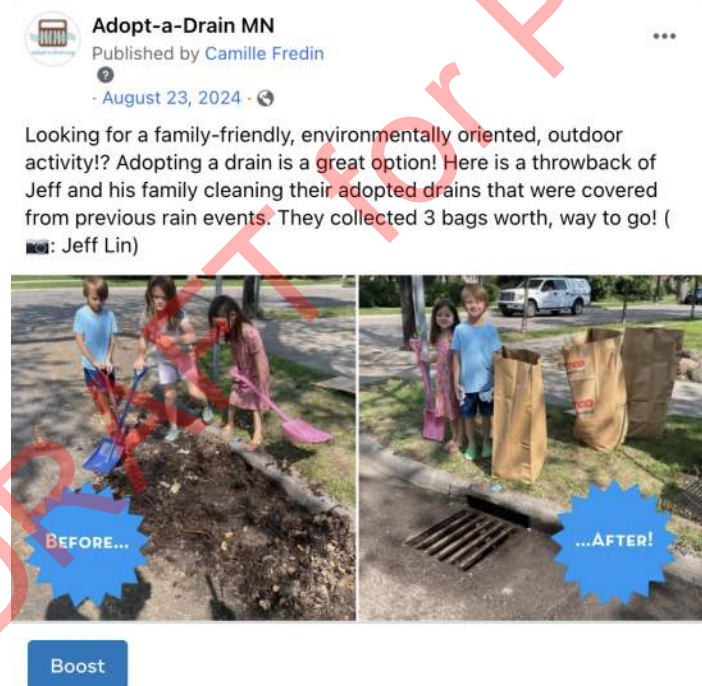 Adopt-a-Drain MN
Published by Camille Fredin
?
· August 23, 2024 ·
Looking for a family-friendly, environmentally oriented, outdoor
activity!? Adopting a drain is a great option! Here is a throwback of
Jeff and his family cleaning their adopted drains that were covered
from previous rain events. They collected 3 bags worth, way to go! (
📷: Jeff Lin)
BEFORE...
...AFTER!
DRAFT for P
Boost